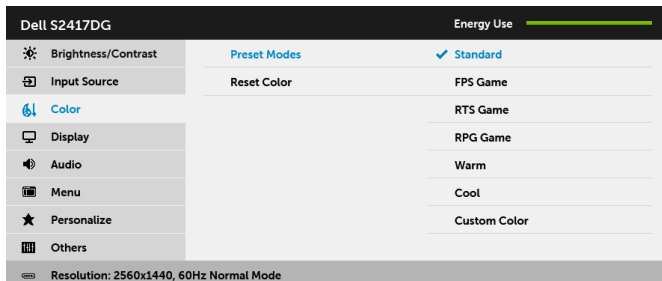 Dell S2417DG
Energy Use
Brightness/Contrast
Preset Modes
Standard
Input Source
Reset Color
FPS Game
Color
RTS Game
Display
RPG Game
Audio
Warm
Menu
Cool
Personalize
Custom Color
Others
Resolution: 2560x1440, 60Hz Normal Mode